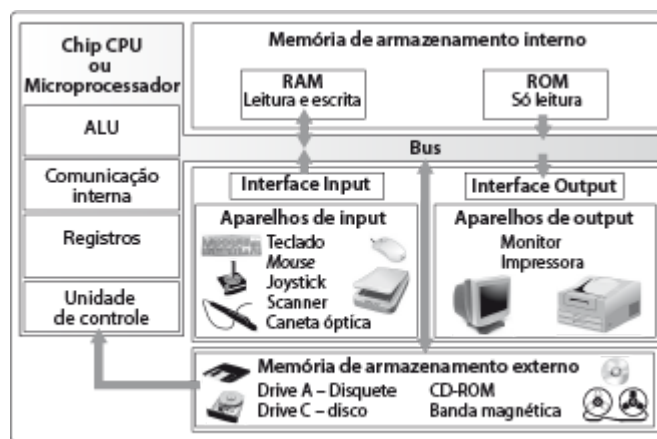 Chip CPU
ou
Microprocessador
ALU
Comunicação
interna
Registros
Unidade
de controle
Memória de armazenamento interno
RAM
Leitura e escrita
ROM
Só leitura
Bus
Interface Input
Aparelhos de input
Teclado
Mouse
Joystick
Scanner
Caneta óptica
Interface Output
Aparelhos de output
Monitor
Impressora
Memória de armazenamento externo
Drive A – Disquete
Drive C – disco
CD-ROM
Banda magnética